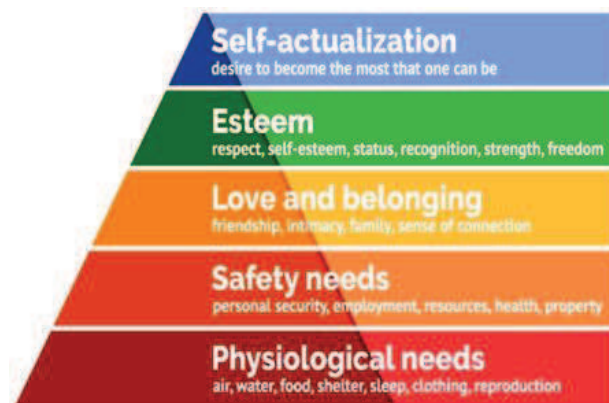 Self-actualization
desire to become the most that one can be
Esteem
respect, self-esteem, status, recognition, strength, freedom
Love and belonging
friendship, intimacy, family, sense of connection
Safety needs
personal security, employment, resources, health, property
Physiological needs
air, water, food, shelter, sleep, clothing, reproduction